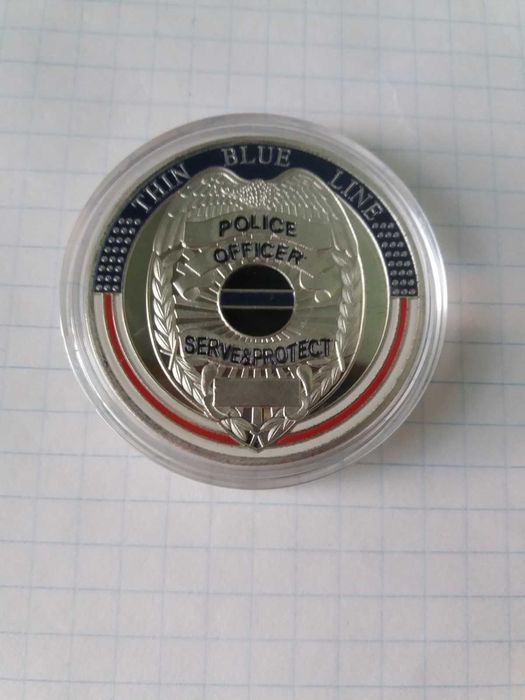 THIN BLUE LINE
POLICE
OFFICER
SERVE&PROTECT